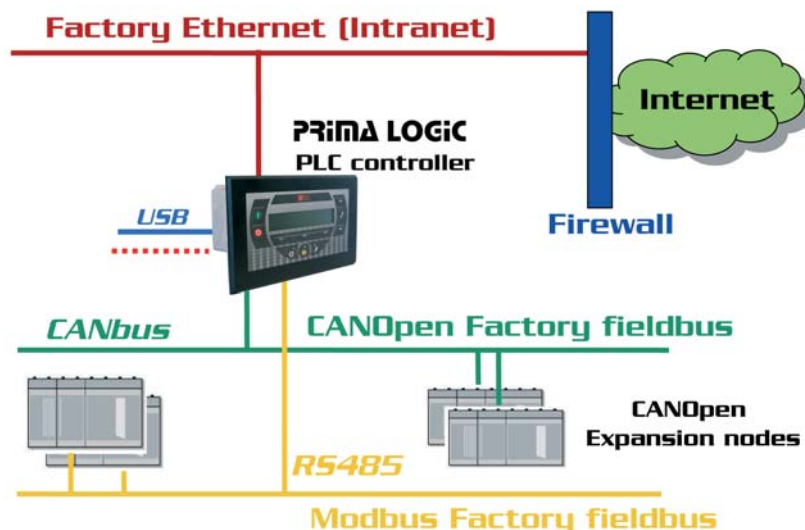 Factory Ethernet (Intranet)
Internet
PRiMA LOGiC
PLC controller
USB
Firewall
CANbus
CANOpen Factory fieldbus
CANOpen
Expansion nodes
RS485
Modbus Factory fieldbus